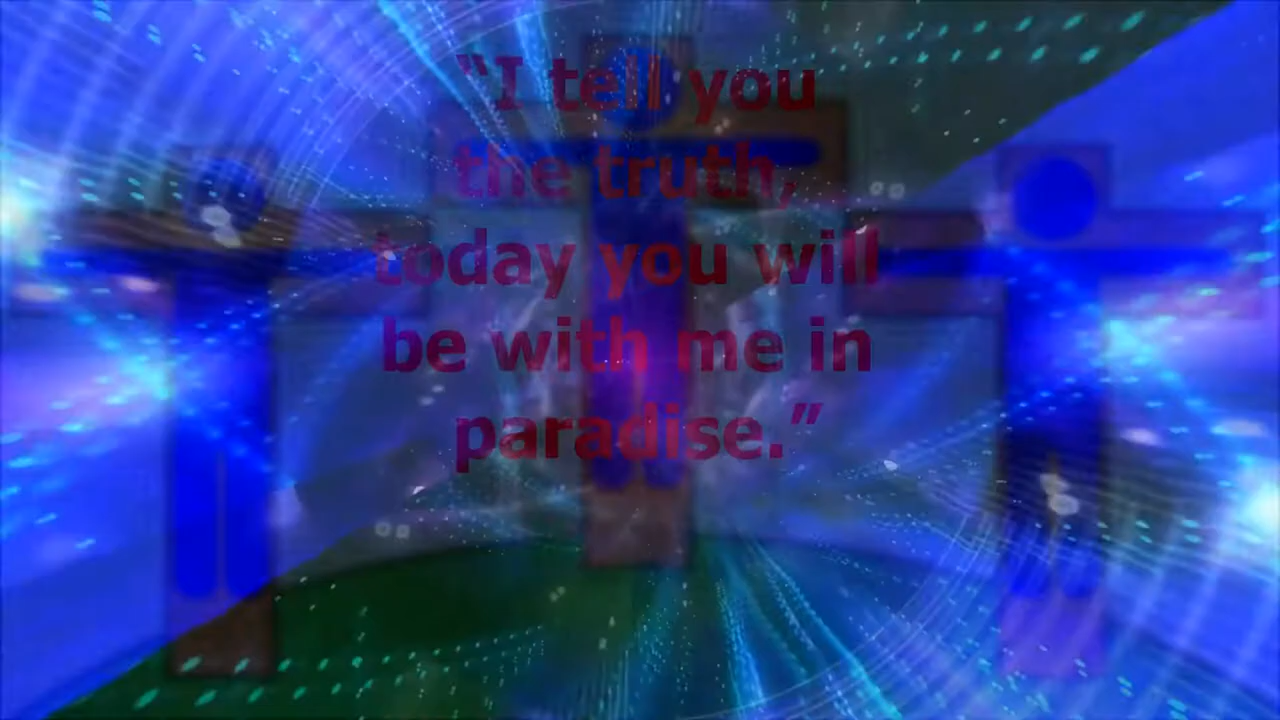 “I tell you
the truth,
today you will
be with me in
paradise.”